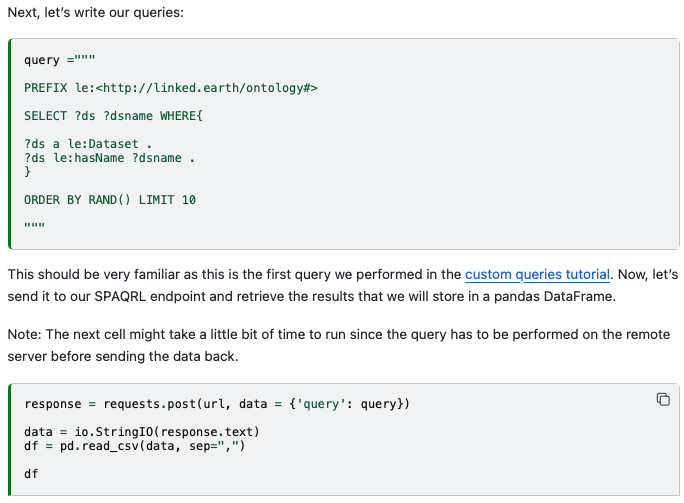 Next, let’s write our queries:
query ="""
PREFIX le:<http://linked.earth/ontology#>
SELECT ?ds ?dsname WHERE{
?ds a le:Dataset .
?ds le:hasName ?dsname .
}
ORDER BY RAND() LIMIT 10
"""
This should be very familiar as this is the first query we performed in the custom queries tutorial. Now, let’s
send it to our SPAQRL endpoint and retrieve the results that we will store in a pandas DataFrame.
Note: The next cell might take a little bit of time to run since the query has to be performed on the remote
server before sending the data back.
response = requests.post(url, data = {'query': query})
data = io.StringIO(response.text)
df = pd.read_csv(data, sep=",")
df